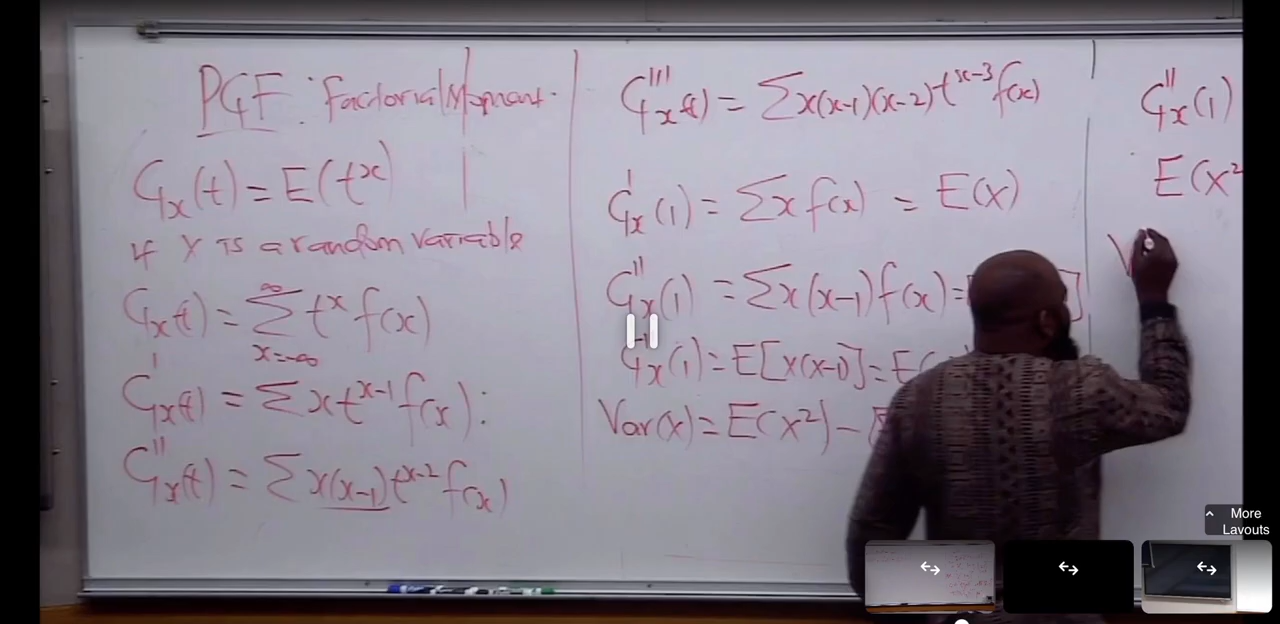 PGF : Factorial Moment.
G_x(t) = E(t^x)
If X is a random variable
G_x(t) = ∑_{x=-∞}^{∞} t^x f(x)
G'_x(t) = ∑ x t^{x-1} f(x):
G''_x(t) = ∑ x(x-1) t^{x-2} f(x)
G'''_x(t) = ∑ x(x-1)(x-2) t^{x-3} f(x)
G'_x(1) = ∑ x f(x) = E(X)
G''_x(1) = ∑ x(x-1) f(x) =
G''_x(1) = E[X(X-1)] = E(
Var(x) = E(X²) –
G''_x(1)
E(X²
V
More
Layouts